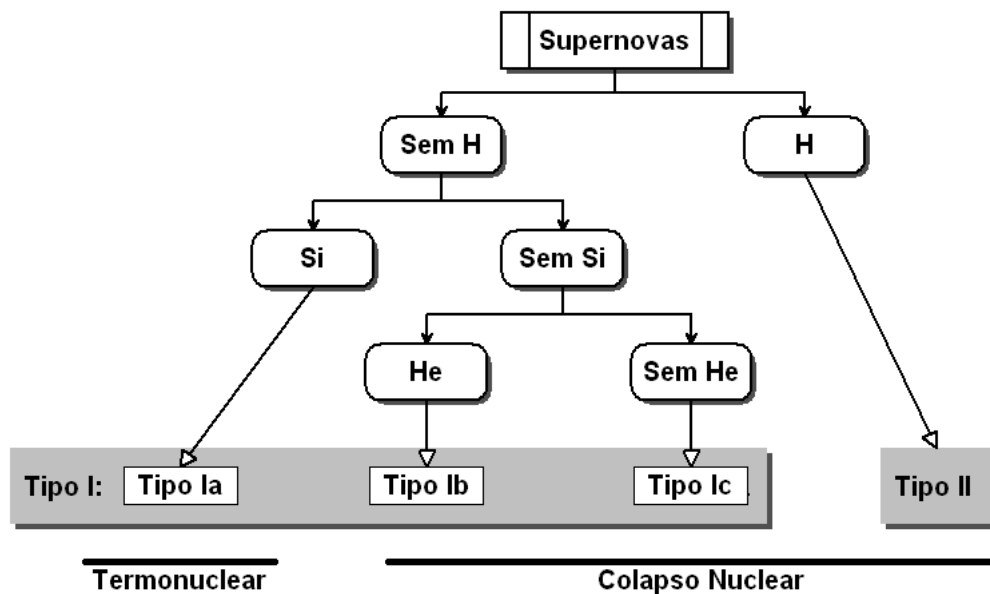 Supernovas
Sem H
H
Si
Sem Si
He
Sem He
Tipo I:
Tipo Ia
Tipo Ib
Tipo Ic
Tipo II
Termonuclear
Colapso Nuclear